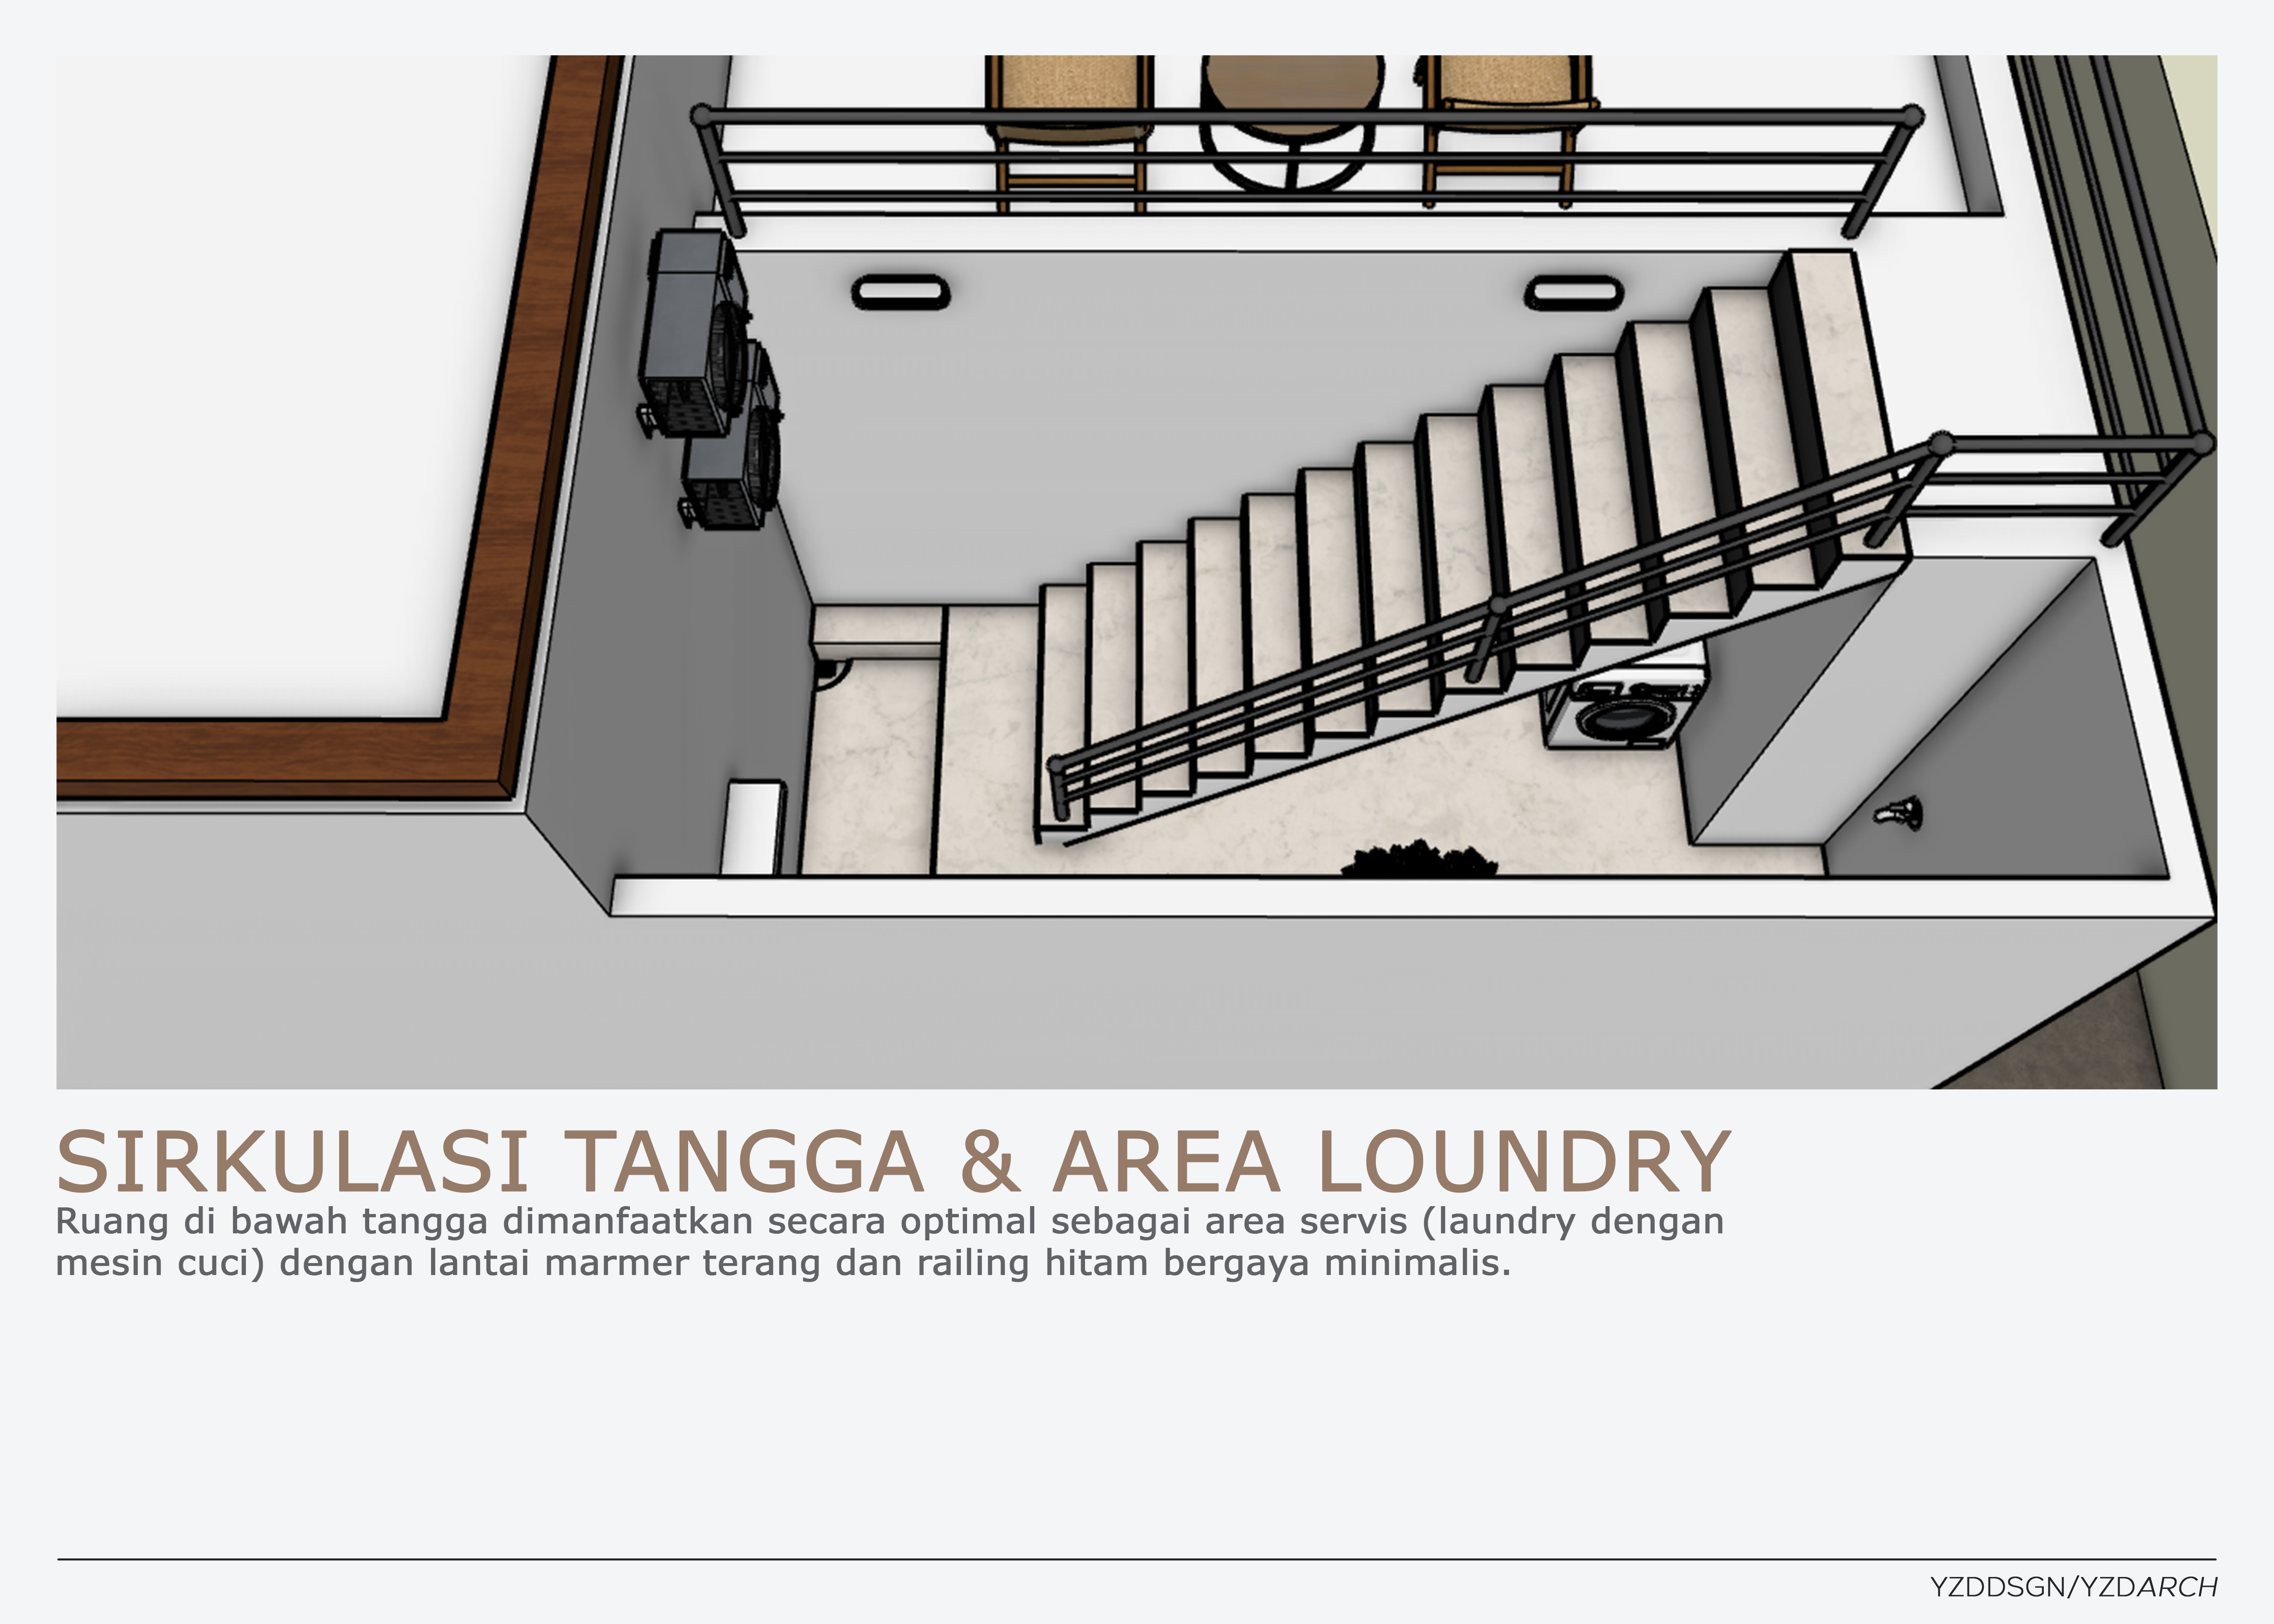 SIRKULASI TANGGA & AREA LOUNDRY
Ruang di bawah tangga dimanfaatkan secara optimal sebagai area servis (laundry dengan
mesin cuci) dengan lantai marmer terang dan railing hitam bergaya minimalis.
YZDDSGN/YZDARCH